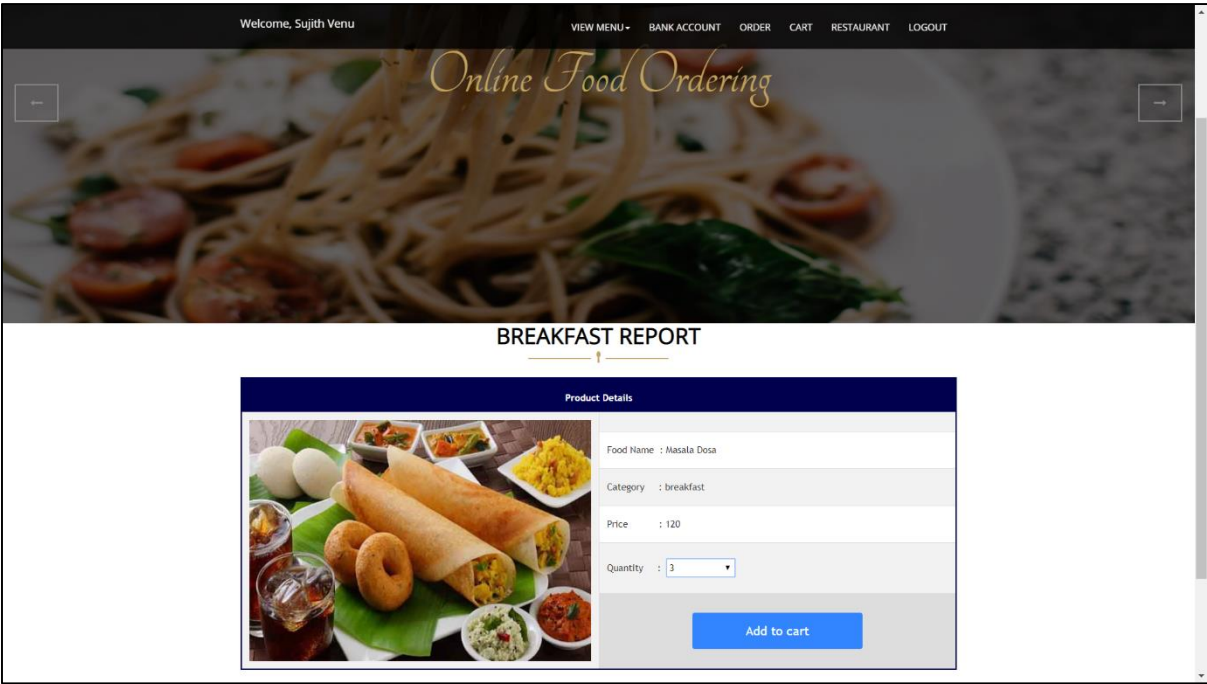 Welcome, Sujith Venu
VIEW MENU BANK ACCOUNT ORDER CART RESTAURANT LOGOUT
Online Food Ordering
BREAKFAST REPORT
Product Details
Food Name : Masala Dosa
Category : breakfast
Price : 120
Quantity : 3
Add to cart